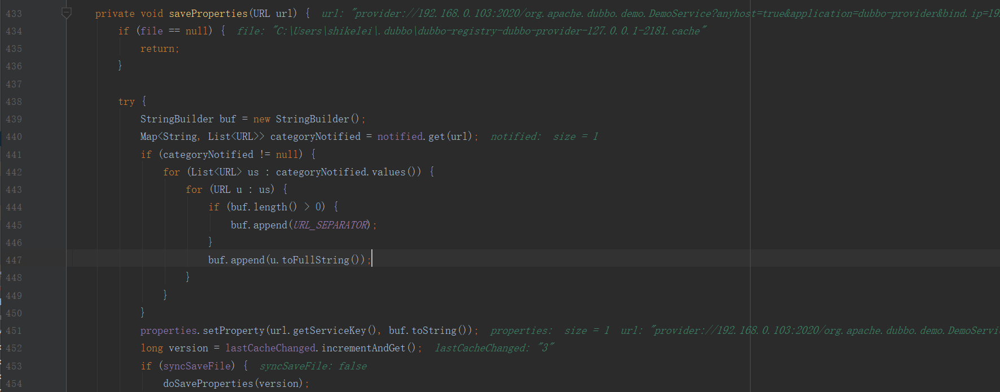 433 private void saveProperties(URL url) { url: "provider://192.168.0.103:2020/org.apache.dubbo.demo.DemoService?anyhost=true&application=dubbo-provider&bind.ip=19
434 if (file == null) { file: "C:\Users\shikelei\.dubbo\dubbo-registry-dubbo-provider-127.0.0.1-2181.cache"
435 return;
436 }
437
438 try {
439 StringBuilder buf = new StringBuilder();
440 Map<String, List<URL>> categoryNotified = notified.get(url); notified: size = 1
441 if (categoryNotified != null) {
442 for (List<URL> us : categoryNotified.values()) {
443 for (URL u : us) {
444 if (buf.length() > 0) {
445 buf.append(URL_SEPARATOR);
446 }
447 buf.append(u.toFullString());
448 }
449 }
450 }
451 properties.setProperty(url.getServiceKey(), buf.toString()); properties: size = 1 url: "provider://192.168.0.103:2020/org.apache.dubbo.demo.DemoServi
452 long version = lastCacheChanged.incrementAndGet(); lastCacheChanged: "3"
453 if (syncSaveFile) { syncSaveFile: false
454 doSaveProperties(version);